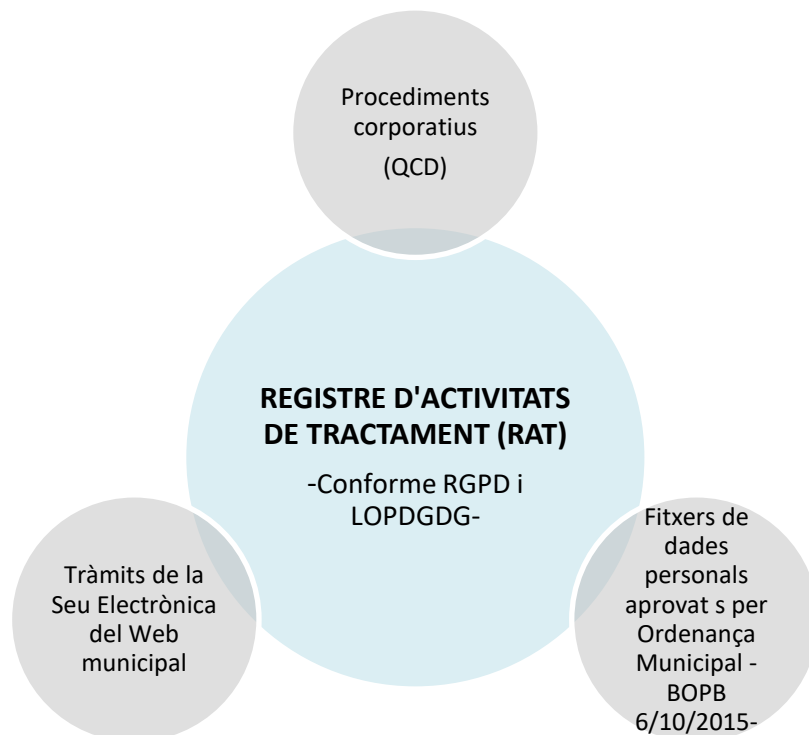 Procediments
corporatius
(QCD)
REGISTRE D'ACTIVITATS
DE TRACTAMENT (RAT)
-Conforme RGPD i
LOPDGDG-
Tràmits de la
Seu Electrònica
del Web
municipal
Fitxers de
dades
personals
aprovat s per
Ordenança
Municipal -
BOPB
6/10/2015-